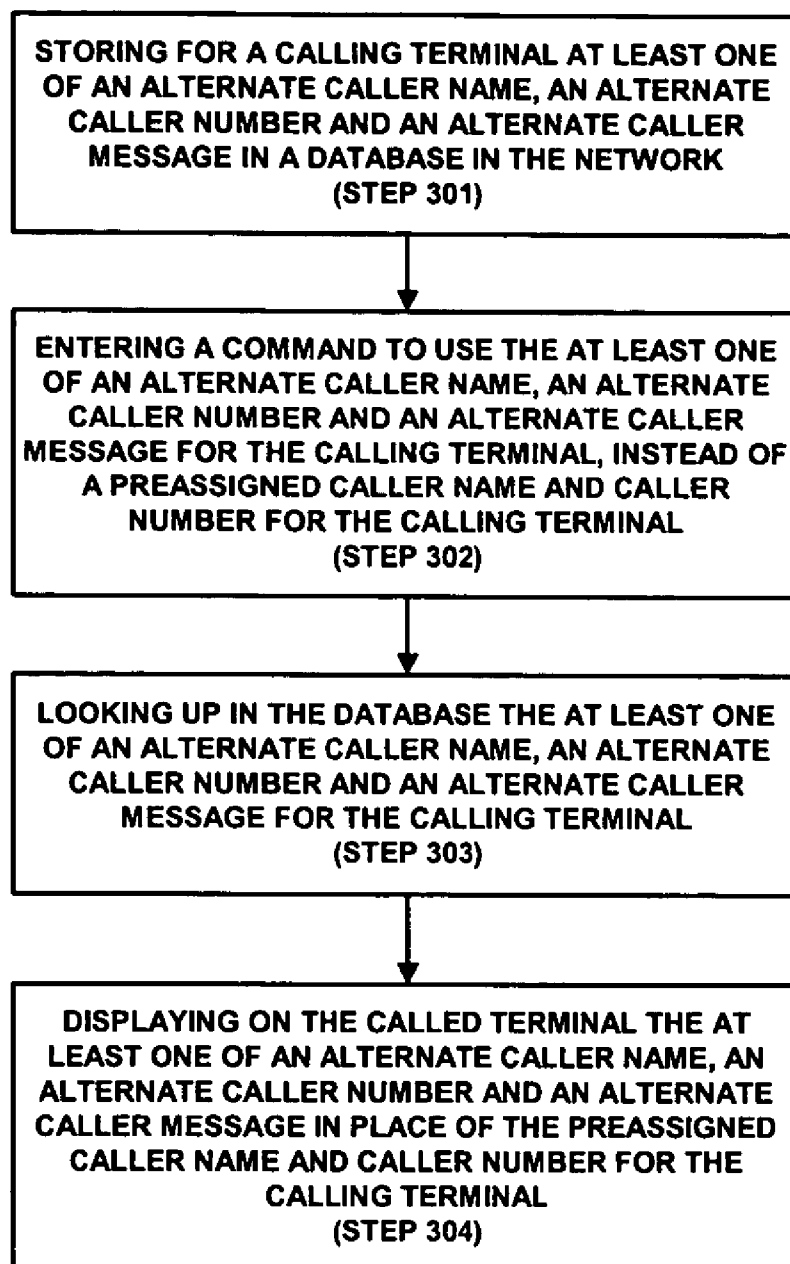 STORING FOR A CALLING TERMINAL AT LEAST ONE
OF AN ALTERNATE CALLER NAME, AN ALTERNATE
CALLER NUMBER AND AN ALTERNATE CALLER
MESSAGE IN A DATABASE IN THE NETWORK
(STEP 301)
ENTERING A COMMAND TO USE THE AT LEAST ONE
OF AN ALTERNATE CALLER NAME, AN ALTERNATE
CALLER NUMBER AND AN ALTERNATE CALLER
MESSAGE FOR THE CALLING TERMINAL, INSTEAD OF
A PREASSIGNED CALLER NAME AND CALLER
NUMBER FOR THE CALLING TERMINAL
(STEP 302)
LOOKING UP IN THE DATABASE THE AT LEAST ONE
OF AN ALTERNATE CALLER NAME, AN ALTERNATE
CALLER NUMBER AND AN ALTERNATE CALLER
MESSAGE FOR THE CALLING TERMINAL
(STEP 303)
DISPLAYING ON THE CALLED TERMINAL THE AT
LEAST ONE OF AN ALTERNATE CALLER NAME, AN
ALTERNATE CALLER NUMBER AND AN ALTERNATE
CALLER MESSAGE IN PLACE OF THE PREASSIGNED
CALLER NAME AND CALLER NUMBER FOR THE
CALLING TERMINAL
(STEP 304)